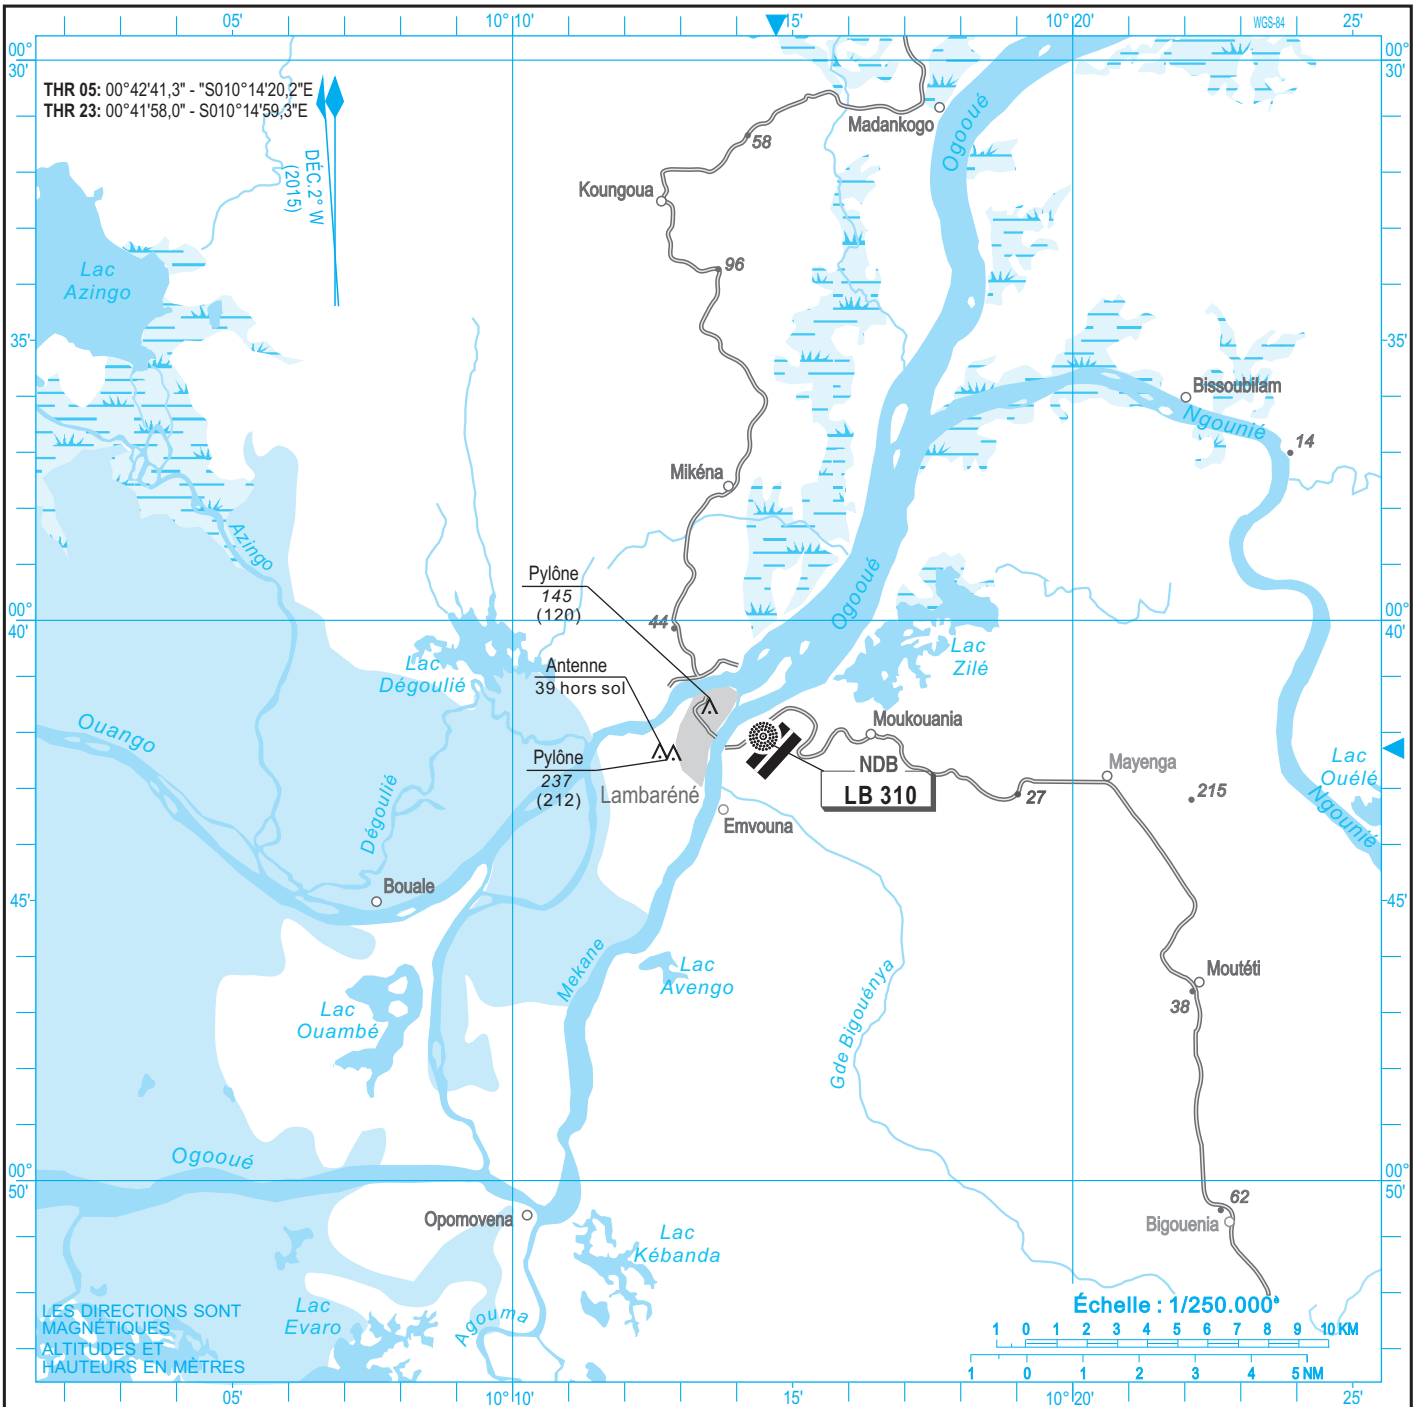 05'
10°10'
15'
10°20'
WGS-84
25'
00°
30'
00°
30'
THR 05: 00°42'41,3" - "S010°14'20,2"E
THR 23: 00°41'58,0" - S010°14'59,3"E
DÉC.2° W
(2015)
Madankogo
Ogooué
58
Koungoua
96
Lac
Azingo
35'
35'
Bissoubilam
Ngounié
14
Mikéna
Azingo
Pylône
145
(120)
Ogooué
00°
40'
00°
40'
44
Lac
Zilé
Lac
Dégoulié
Antenne
39 hors sol
Ouango
Moukouania
Pylône
237
(212)
NDB
LB 310
Mayenga
Lac
Ouélé
Lambaréné
27
215
Ngounié
Emvouna
Dégoulié
Bouale
45'
45'
Mekane
Lac
Avengo
Moutéti
38
Lac
Ouambé
Gde Bigouénya
Ogooué
00°
50'
00°
50'
Opomovena
62
Bigouenia
Lac
Kébanda
LES DIRECTIONS SONT
MAGNÉTIQUES
ALTITUDES ET
HAUTEURS EN MÈTRES
Lac
Evaro
Agouma
Échelle : 1/250.000°
1 0 1 2 3 4 5 6 7 8 9 10 KM
1 0 1 2 3 4 5 NM
05'
10°10'
15'
10°20'
25'